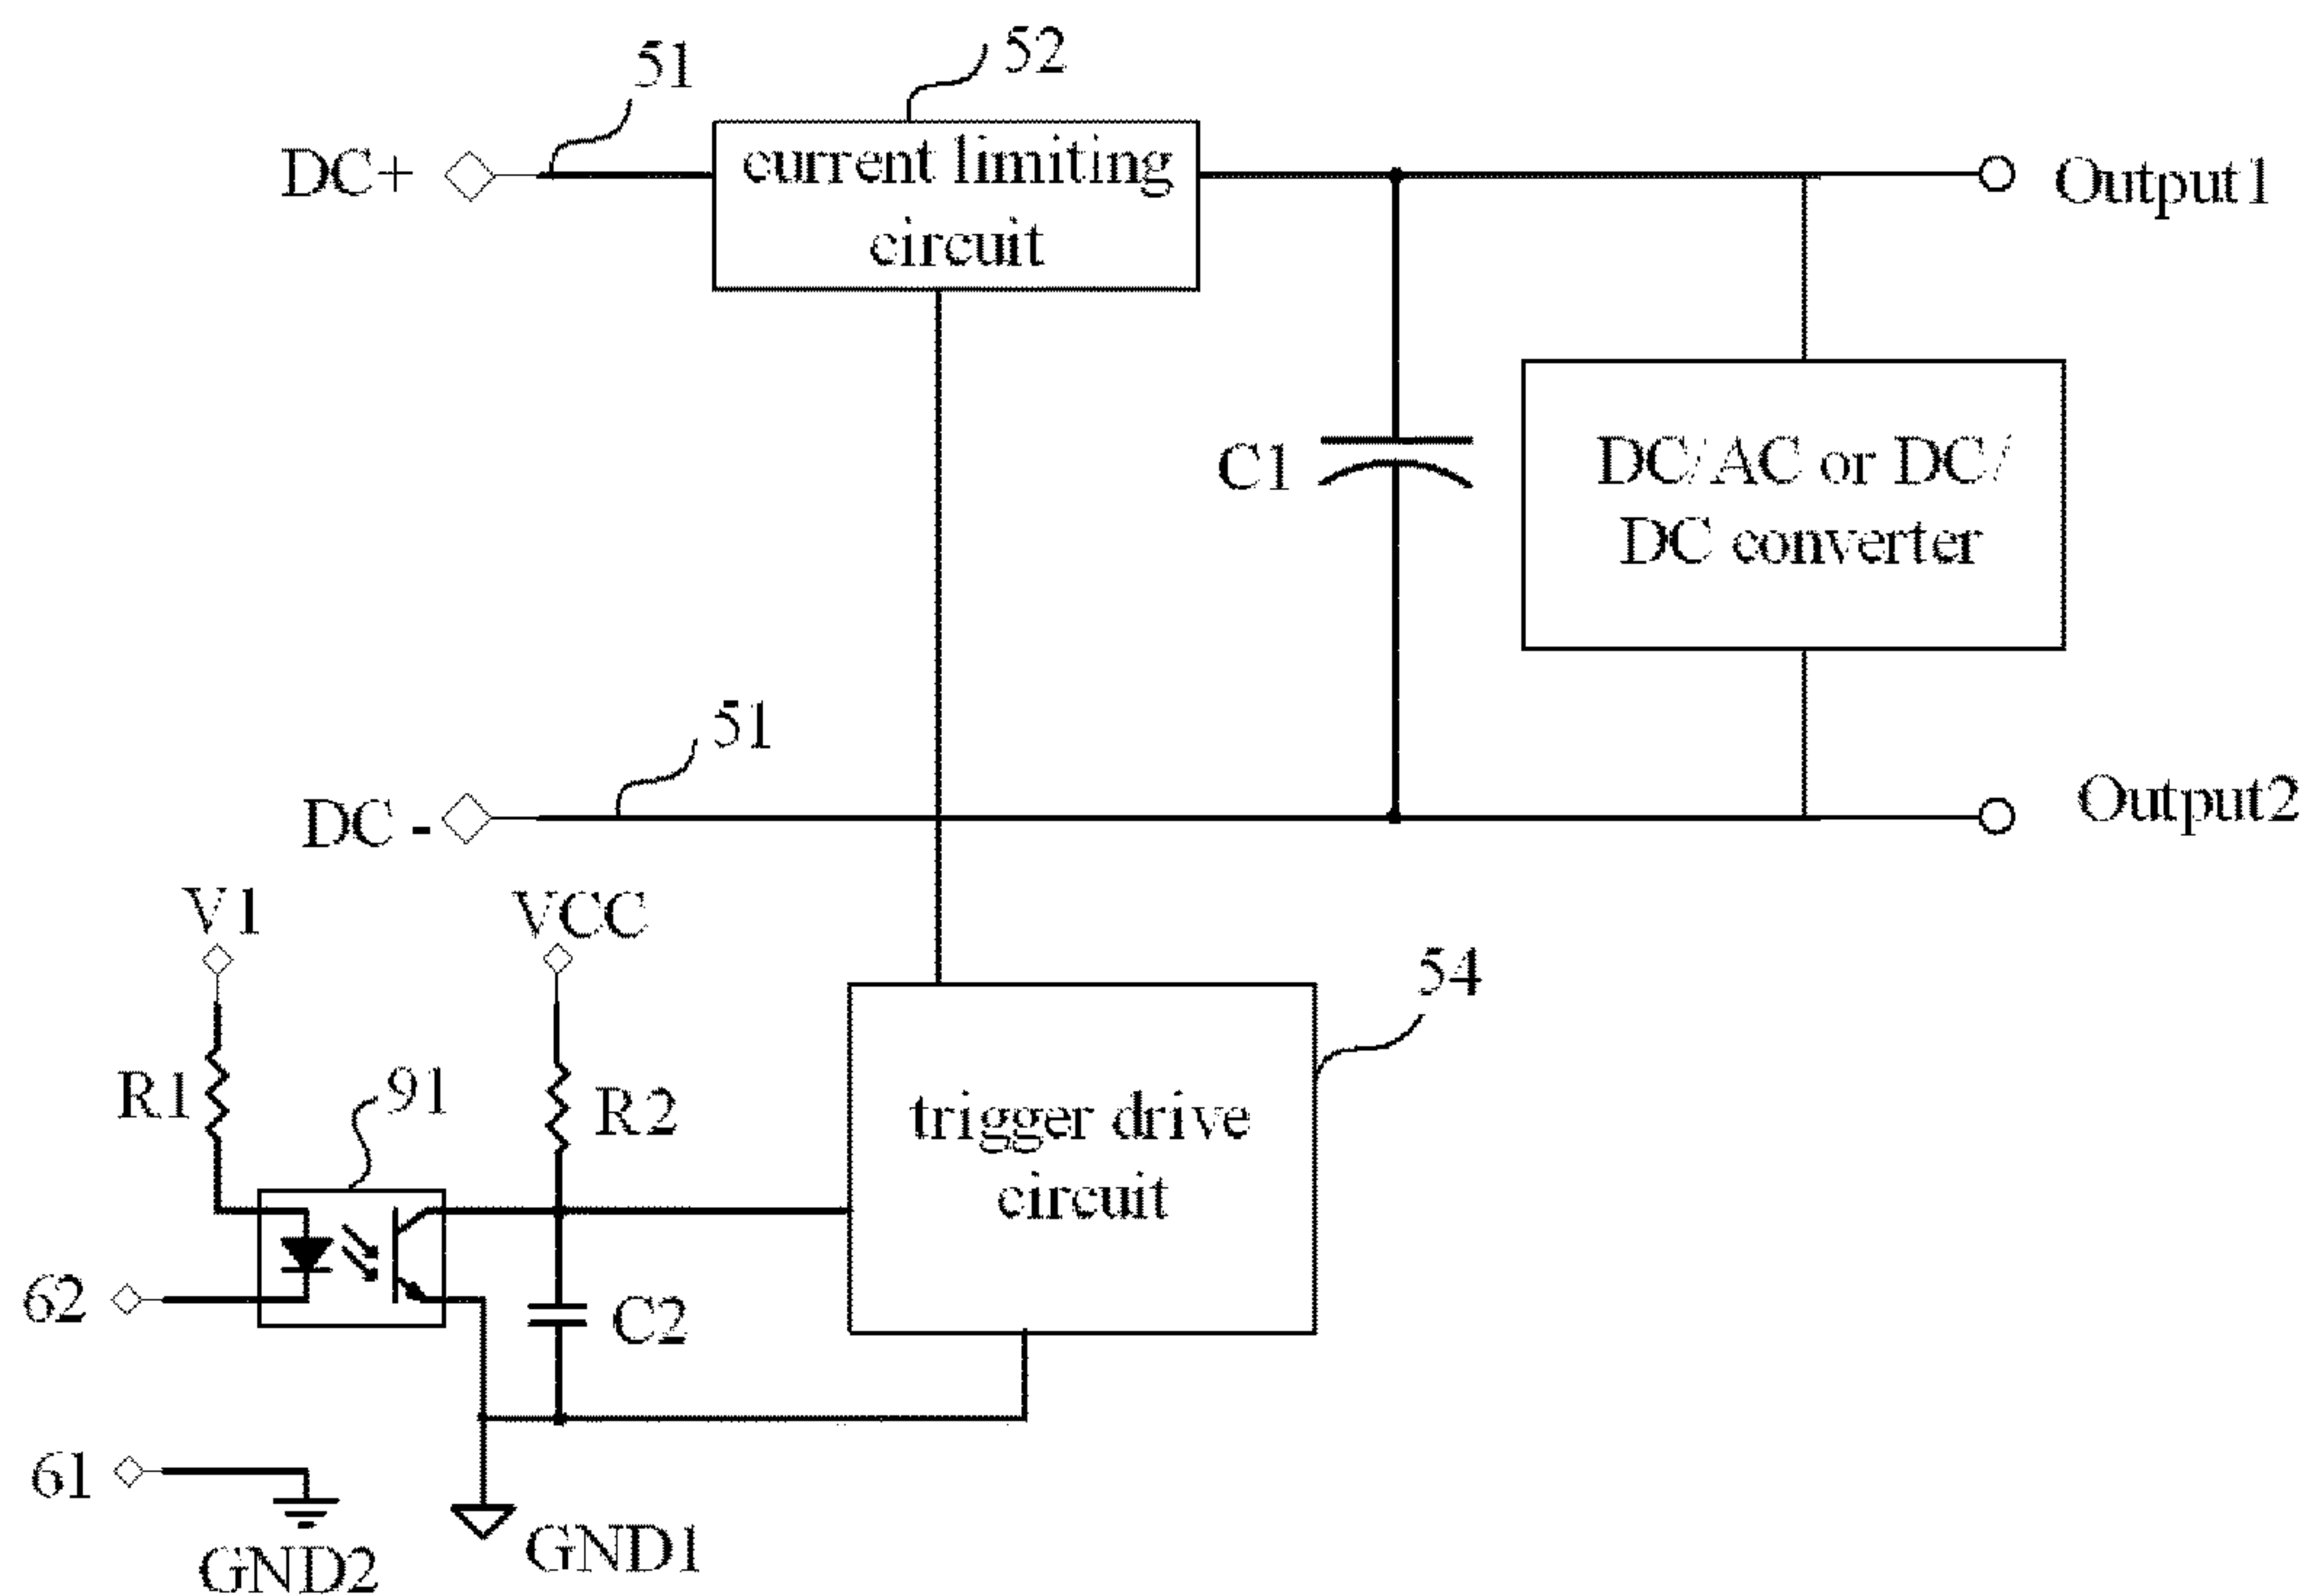 52
51
DC+
current limiting
circuit
Output1
C1
DC/AC or DC/
DC converter
51
DC -
Output2
V1
VCC
54
R1
91
R2
trigger drive
circuit
62
C2
61
GND2
GND1